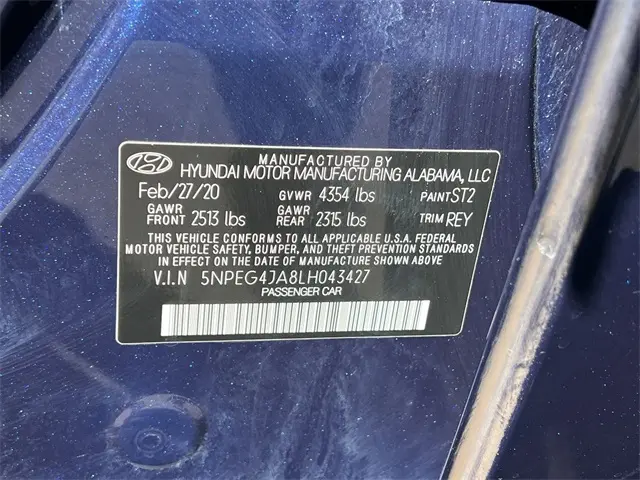 MANUFACTURED BY
HYUNDAI MOTOR MANUFACTURING ALABAMA, LLC
Feb/27/20 GVWR 4354 lbs PAINT ST2
GAWR FRONT 2513 lbs GAWR REAR 2315 lbs TRIM REY
THIS VEHICLE CONFORMS TO ALL APPLICABLE U.S.A. FEDERAL
MOTOR VEHICLE SAFETY, BUMPER, AND THEFT PREVENTION STANDARDS
IN EFFECT ON THE DATE OF MANUFACTURE SHOWN ABOVE
V.I.N 5NPEG4JA8LH043427
PASSENGER CAR